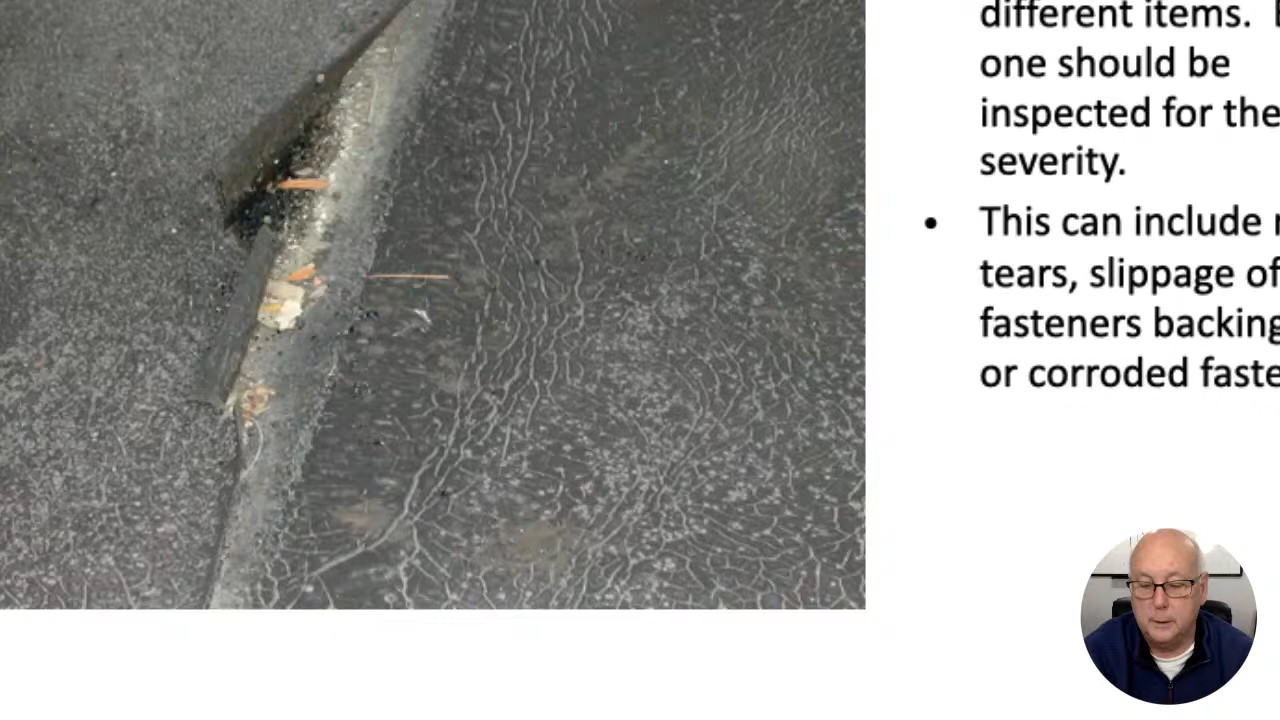 different items.
one should be
inspected for the
severity.
• This can include
tears, slippage of
fasteners backing
or corroded